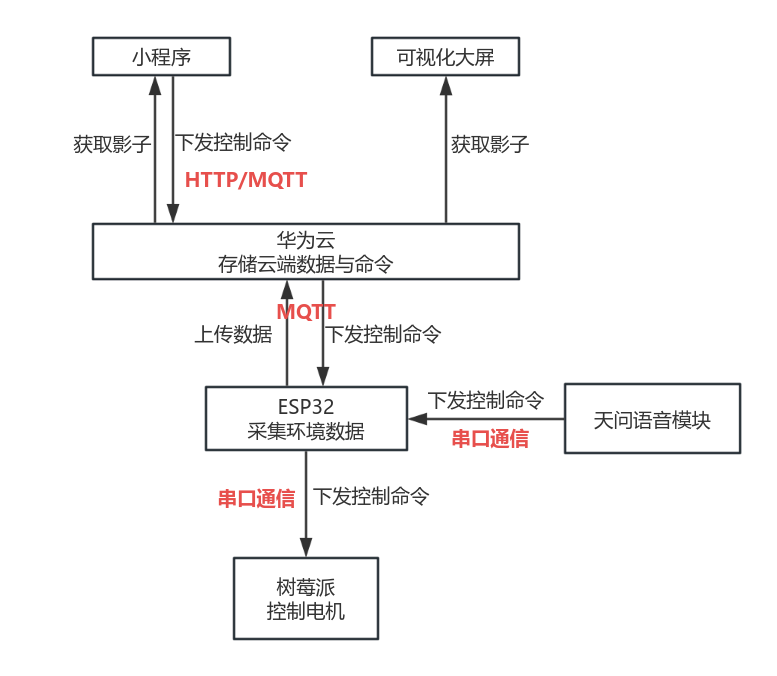 小程序
可视化大屏
获取影子
下发控制命令
获取影子
HTTP/MQTT
华为云
存储云端数据与命令
MQTT
上传数据
下发控制命令
ESP32
采集环境数据
下发控制命令
天问语音模块
串口通信
串口通信
下发控制命令
树莓派
控制电机